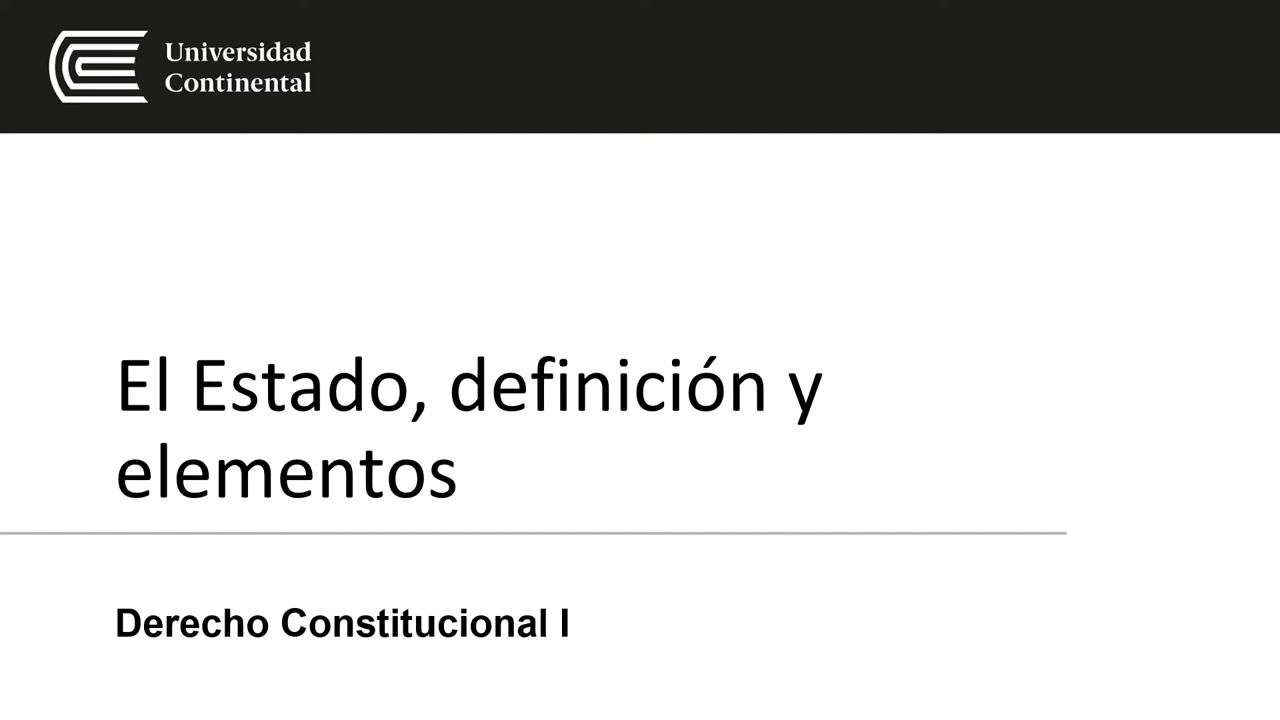 Universidad
Continental
El Estado, definición y
elementos
Derecho Constitucional I